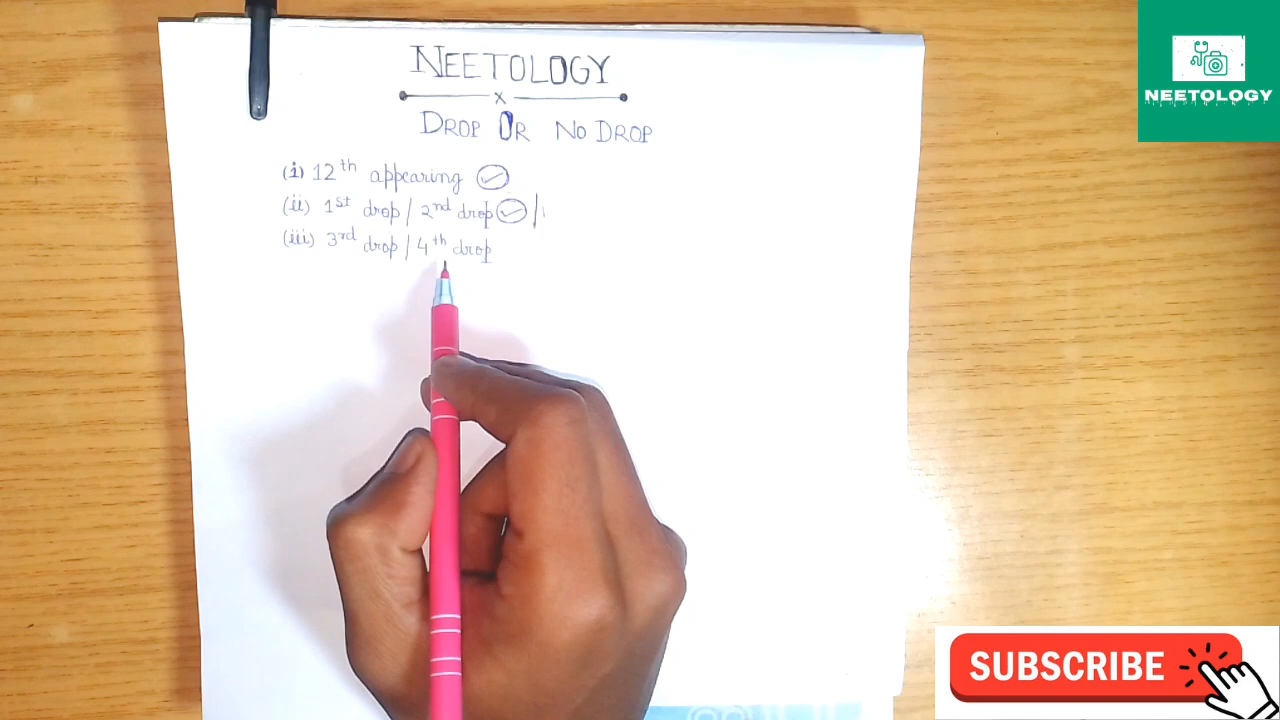 NEETOLOGY
x
DROP OR NO DROP
(i) 12th appearing
(ii) 1st drop / 2nd drop
(iii) 3rd drop / 4th drop
NEETOLOGY
SUBSCRIBE